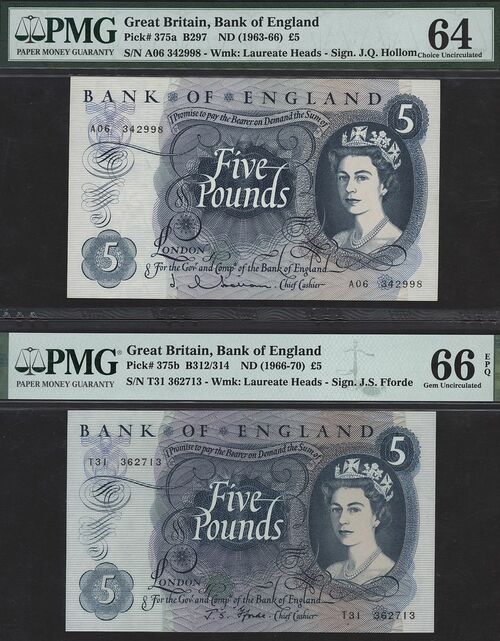 PMG
PAPER MONEY GUARANTY
Great Britain, Bank of England
Pick# 375a B297 ND (1963-66) £5
S/N A06 342998 - Wmk: Laureate Heads - Sign. J.Q. Hollom
64
Choice Uncirculated
BANK OF ENGLAND
I Promise to pay the Bearer on Demand the Sum of
A06 342998
5
Five
Pounds
LONDON
5
& For the Govr and Compa of the Bank of England
Chief Cashier
A06 342998
PMG
PAPER MONEY GUARANTY
Great Britain, Bank of England
Pick# 375b B312/314 ND (1966-70) £5
S/N T31 362713 - Wmk: Laureate Heads - Sign. J.S. Fforde
66
EPQ
Gem Uncirculated
BANK OF ENGLAND
I Promise to pay the Bearer on Demand the Sum of
T31 362713
5
Five
Pounds
LONDON
5
& For the Govr and Compa of the Bank of England
J. S. Fforde Chief Cashier
T31 362713